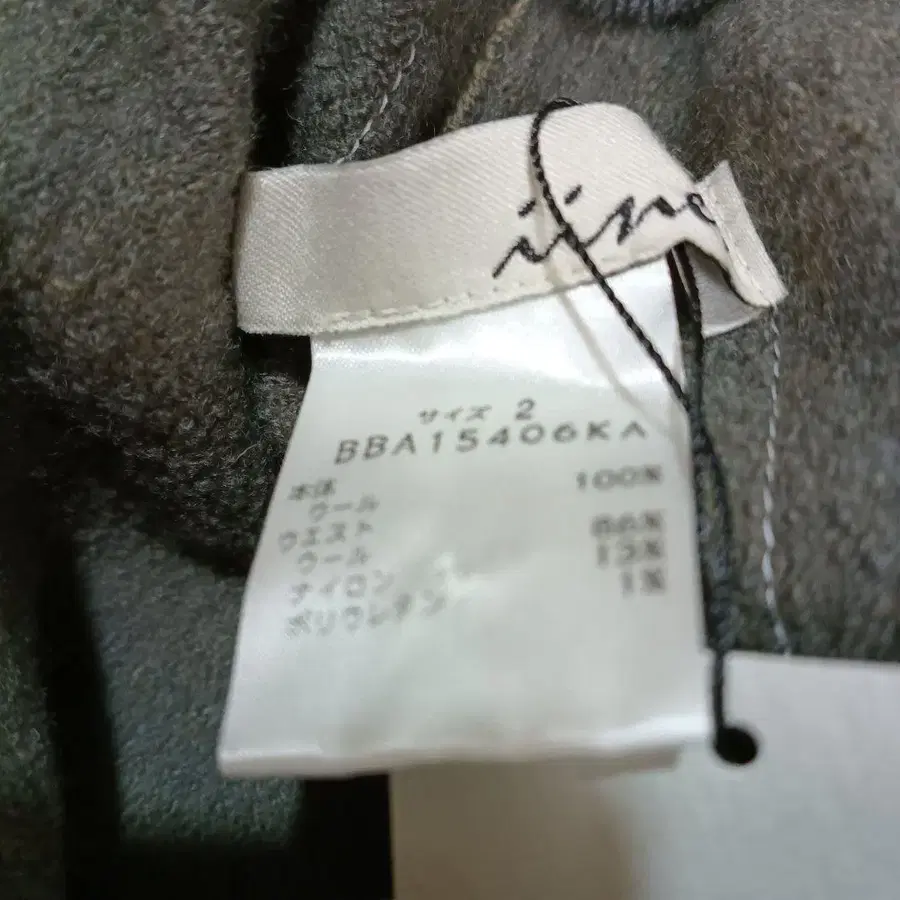 サイズ 2
BBA15406KA
本体
ウール 100%
ウエスト
ウール 86%
ナイロン 13%
ポリウレタン 1%